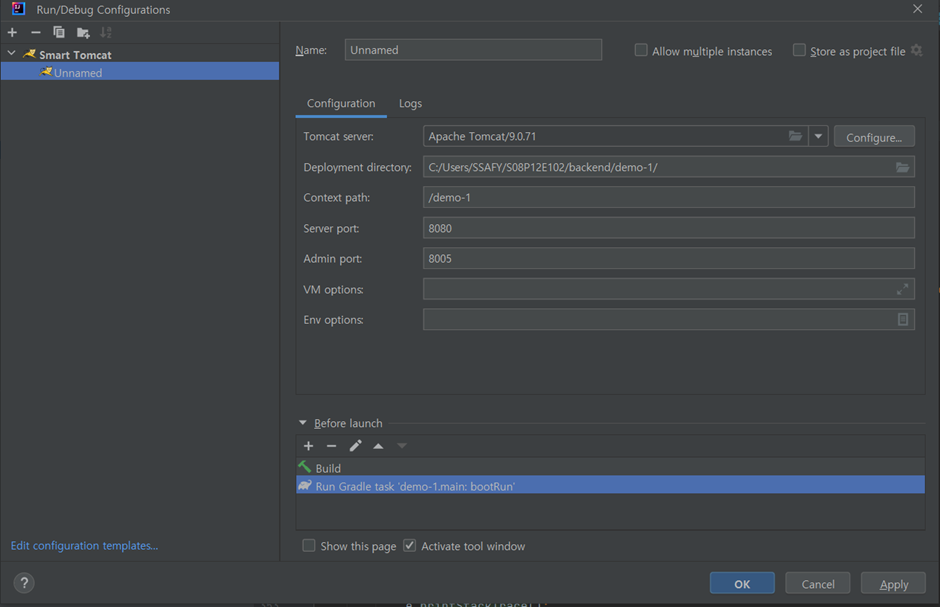 Run/Debug Configurations
Smart Tomcat
Unnamed
Name: Unnamed Allow multiple instances Store as project file
Configuration Logs
Tomcat server: Apache Tomcat/9.0.71 Configure...
Deployment directory: C:/Users/SSAFY/S08P12E102/backend/demo-1/
Context path: /demo-1
Server port: 8080
Admin port: 8005
VM options:
Env options:
Before launch
Build
Run Gradle task 'demo-1.main: bootRun'
Show this page Activate tool window
Edit configuration templates...
? OK Cancel Apply